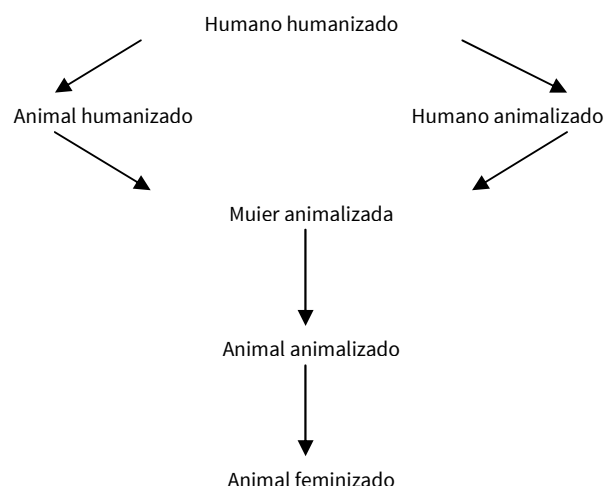 Humano humanizado
Animal humanizado
Humano animalizado
Muier animalizada
Animal animalizado
Animal feminizado